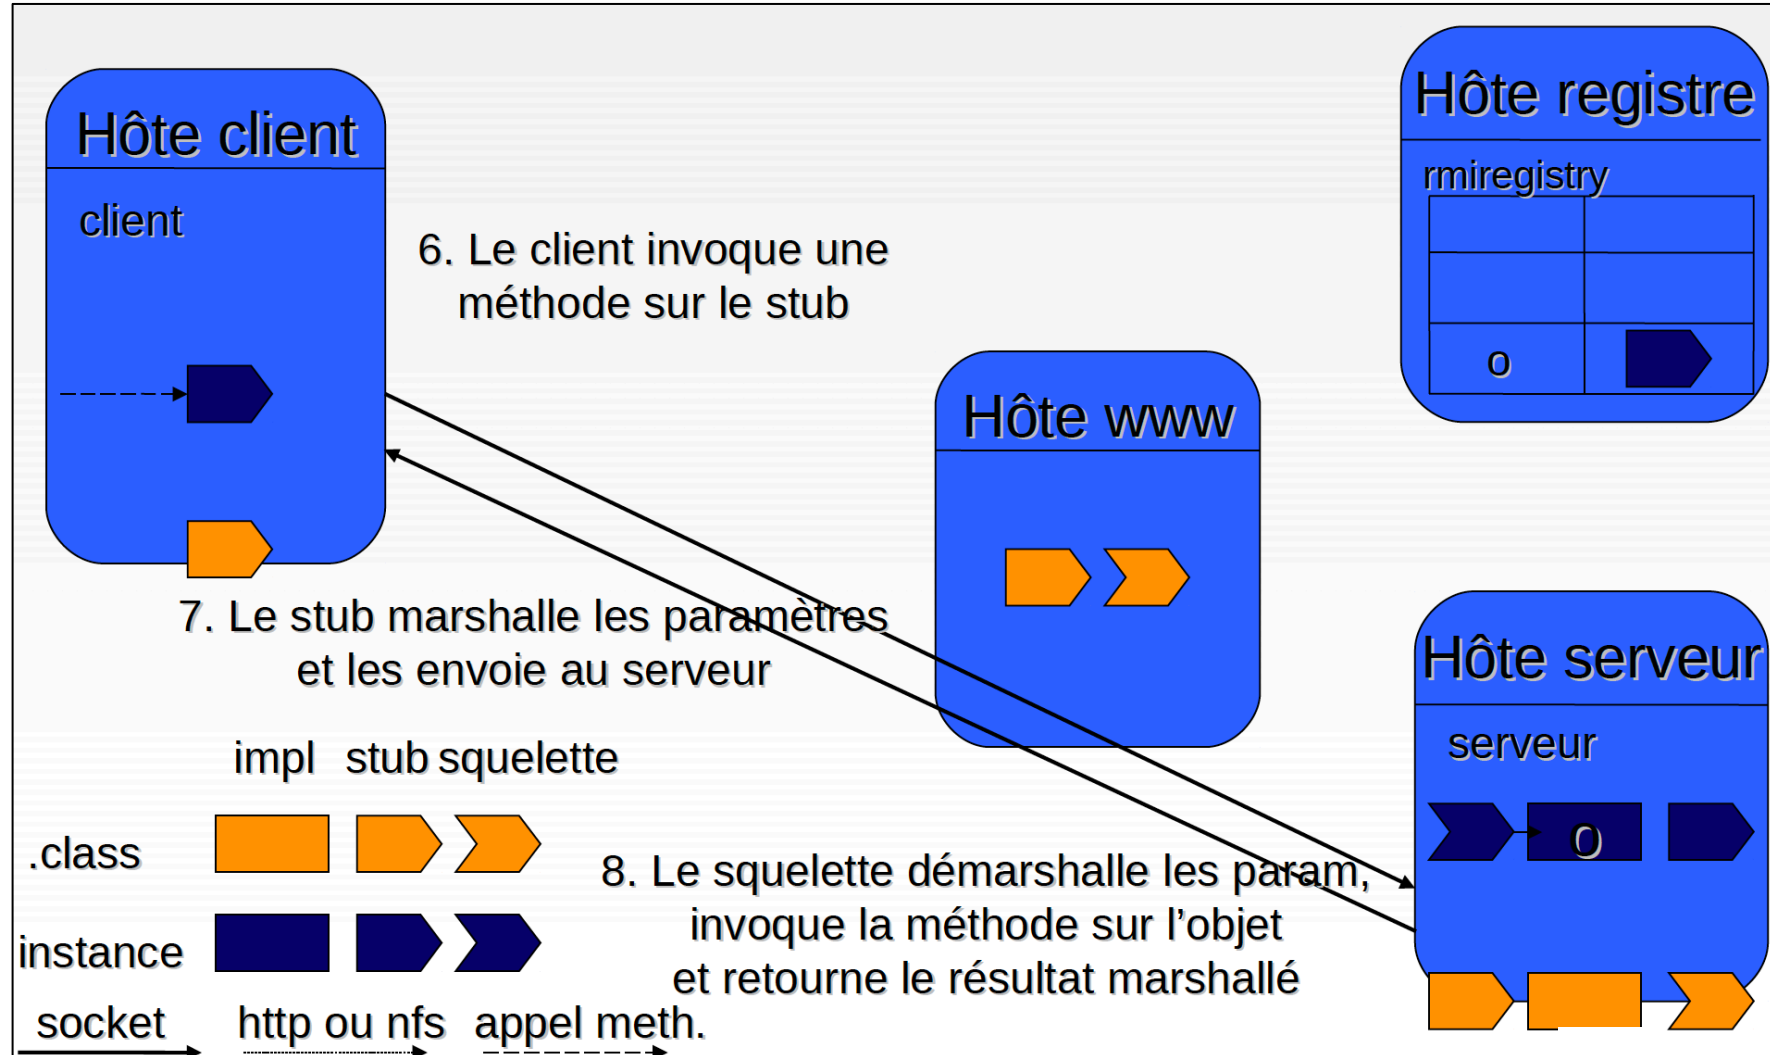 Hôte client
client
6. Le client invoque une
méthode sur le stub
Hôte registre
rmiregistry
o
Hôte www
7. Le stub marshalle les paramètres
et les envoie au serveur
Hôte serveur
serveur
o
impl stub squelette
.class
instance
8. Le squelette démarshalle les param,
invoque la méthode sur l’objet
et retourne le résultat marshallé
socket http ou nfs appel meth.